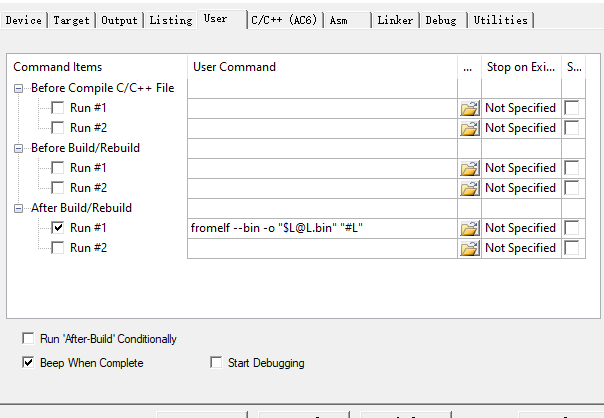 Device Target Output Listing User C/C++ (AC6) Asm Linker Debug Utilities
Command Items User Command ... Stop on Exi... S...
Before Compile C/C++ File
Run #1 Not Specified
Run #2 Not Specified
Before Build/Rebuild
Run #1 Not Specified
Run #2 Not Specified
After Build/Rebuild
Run #1 fromelf --bin -o "$L@L.bin" "#L" Not Specified
Run #2 Not Specified
Run 'After-Build' Conditionally
Beep When Complete Start Debugging